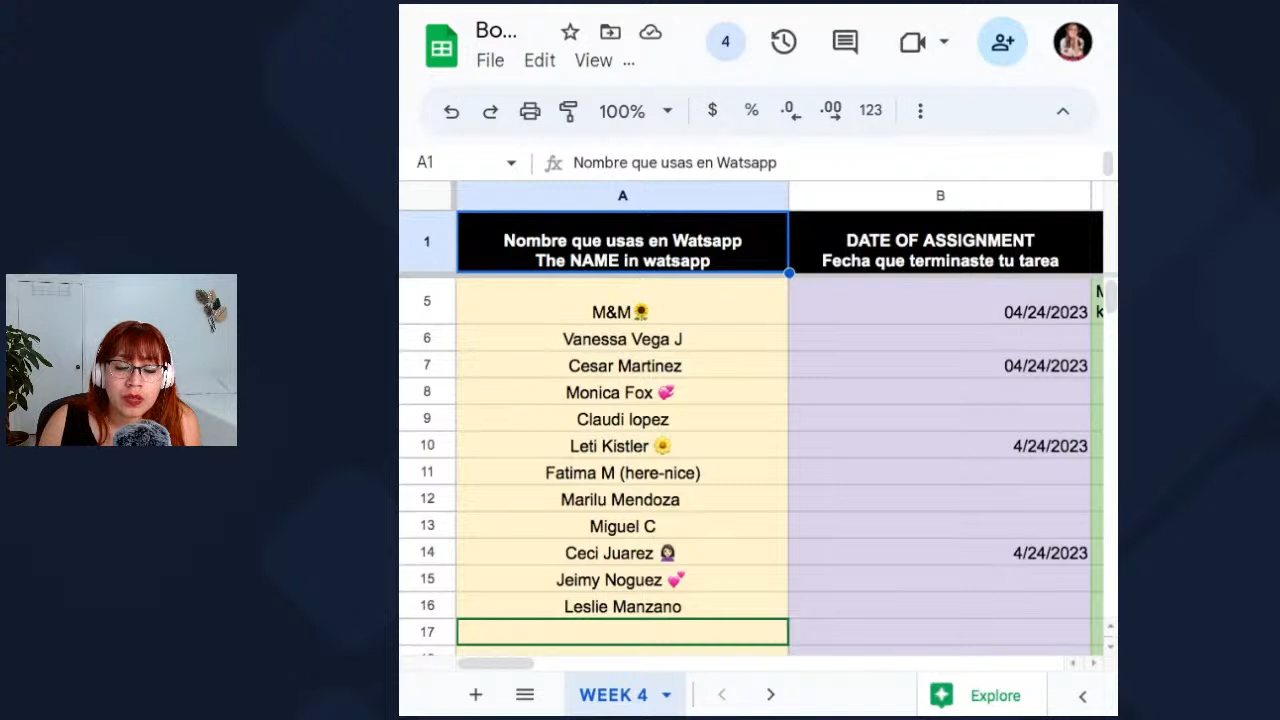 Bo...
4
File Edit View ...
100% $ % .0 .00 123
A1 fx Nombre que usas en Watsapp
A B
1 Nombre que usas en Watsapp DATE OF ASSIGNMENT
The NAME in watsapp Fecha que terminaste tu tarea
5 M&M🌻 04/24/2023
6 Vanessa Vega J
7 Cesar Martinez 04/24/2023
8 Monica Fox 💞
9 Claudi lopez
10 Leti Kistler 🌼 4/24/2023
11 Fatima M (here-nice)
12 Marilu Mendoza
13 Miguel C
14 Ceci Juarez 🙍🏻‍♀️ 4/24/2023
15 Jeimy Noguez 💕
16 Leslie Manzano
17
WEEK 4 Explore